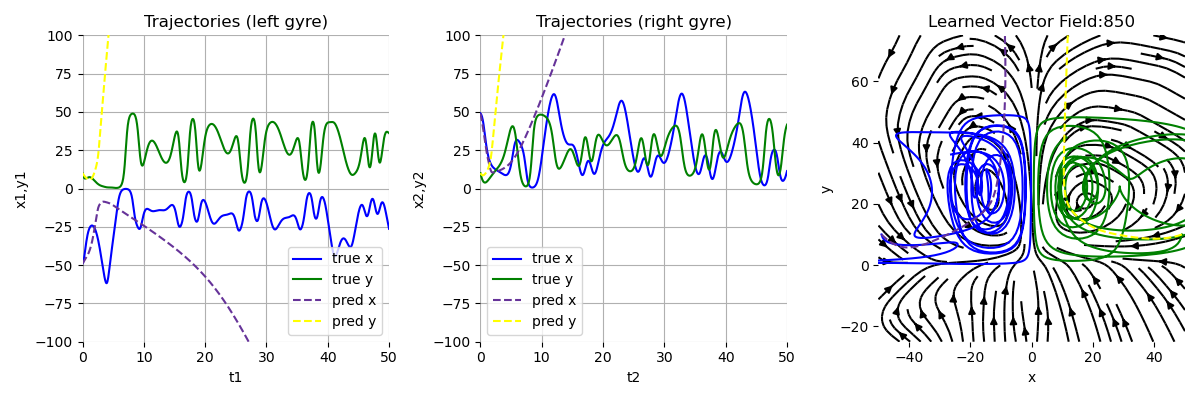 Trajectories (left gyre)
100
75
50
25
0
−25
−50
−75
−100
0 10 20 30 40 50
t1
x1,y1
true x
true y
pred x
pred y
Trajectories (right gyre)
100
75
50
25
0
−25
−50
−75
−100
0 10 20 30 40 50
t2
x2,y2
true x
true y
pred x
pred y
Learned Vector Field:850
60
40
20
0
−20
−40 −20 0 20 40
x
y